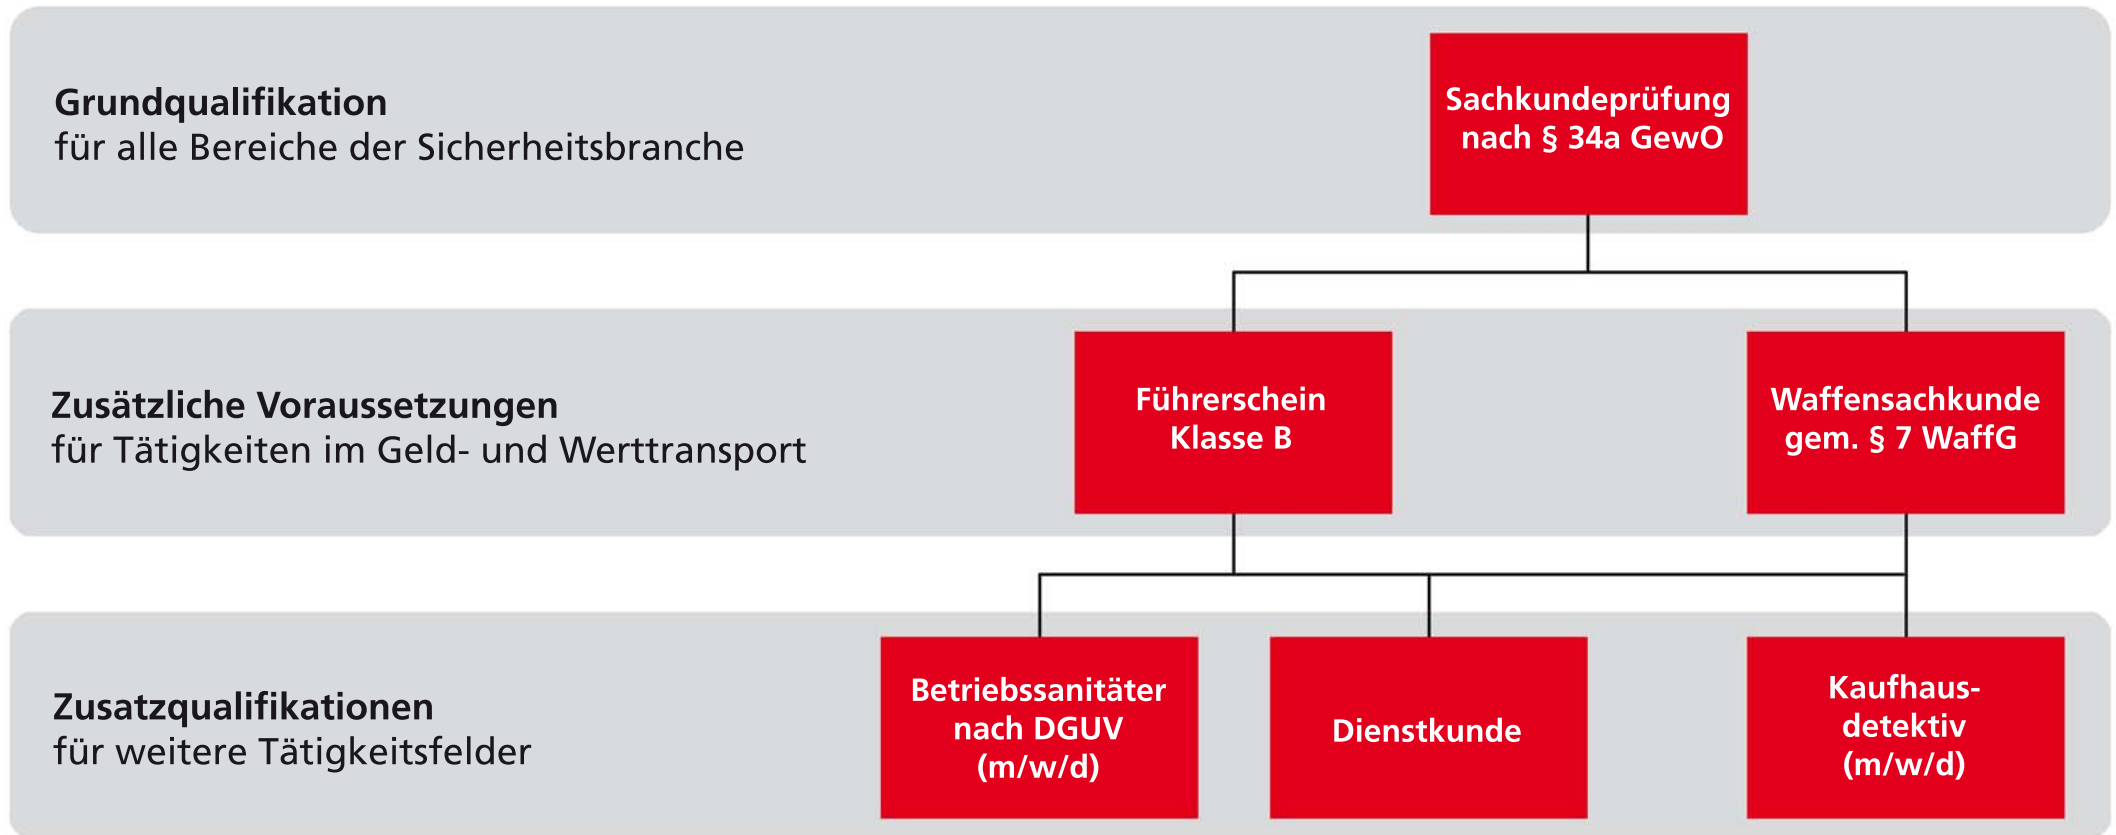 Grundqualifikation
für alle Bereiche der Sicherheitsbranche
Sachkundeprüfung
nach § 34a GewO
Zusätzliche Voraussetzungen
für Tätigkeiten im Geld- und Werttransport
Führerschein
Klasse B
Waffensachkunde
gem. § 7 WaffG
Zusatzqualifikationen
für weitere Tätigkeitsfelder
Betriebssanitäter
nach DGUV
(m/w/d)
Dienstkunde
Kaufhaus-
detektiv
(m/w/d)